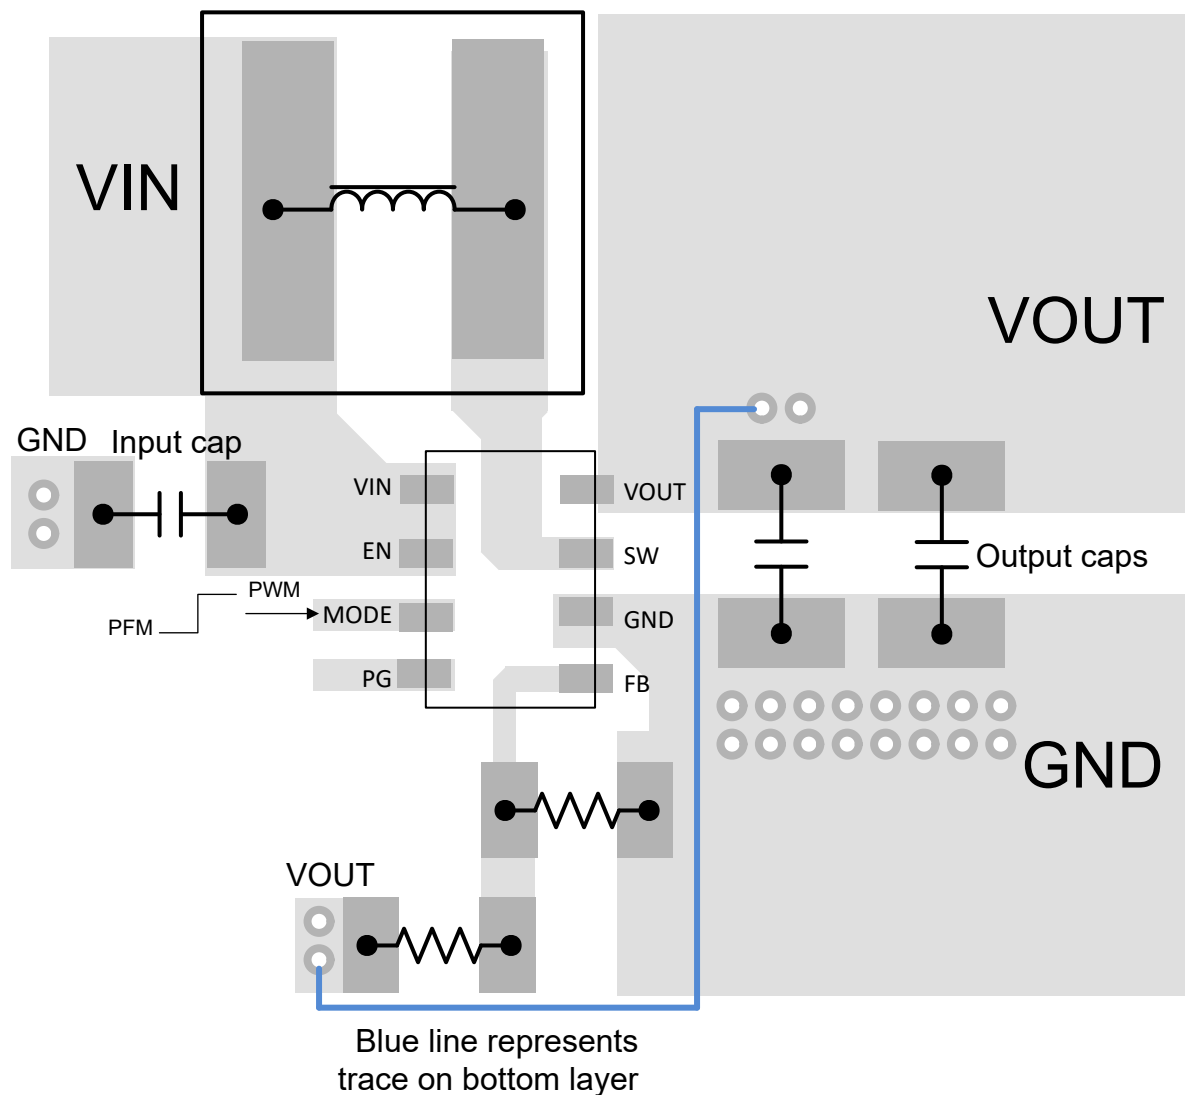 VIN
VOUT
GND
Input cap
VIN
VOUT
EN
SW
Output caps
PWM
PFM
MODE
GND
PG
FB
GND
VOUT
Blue line represents
trace on bottom layer